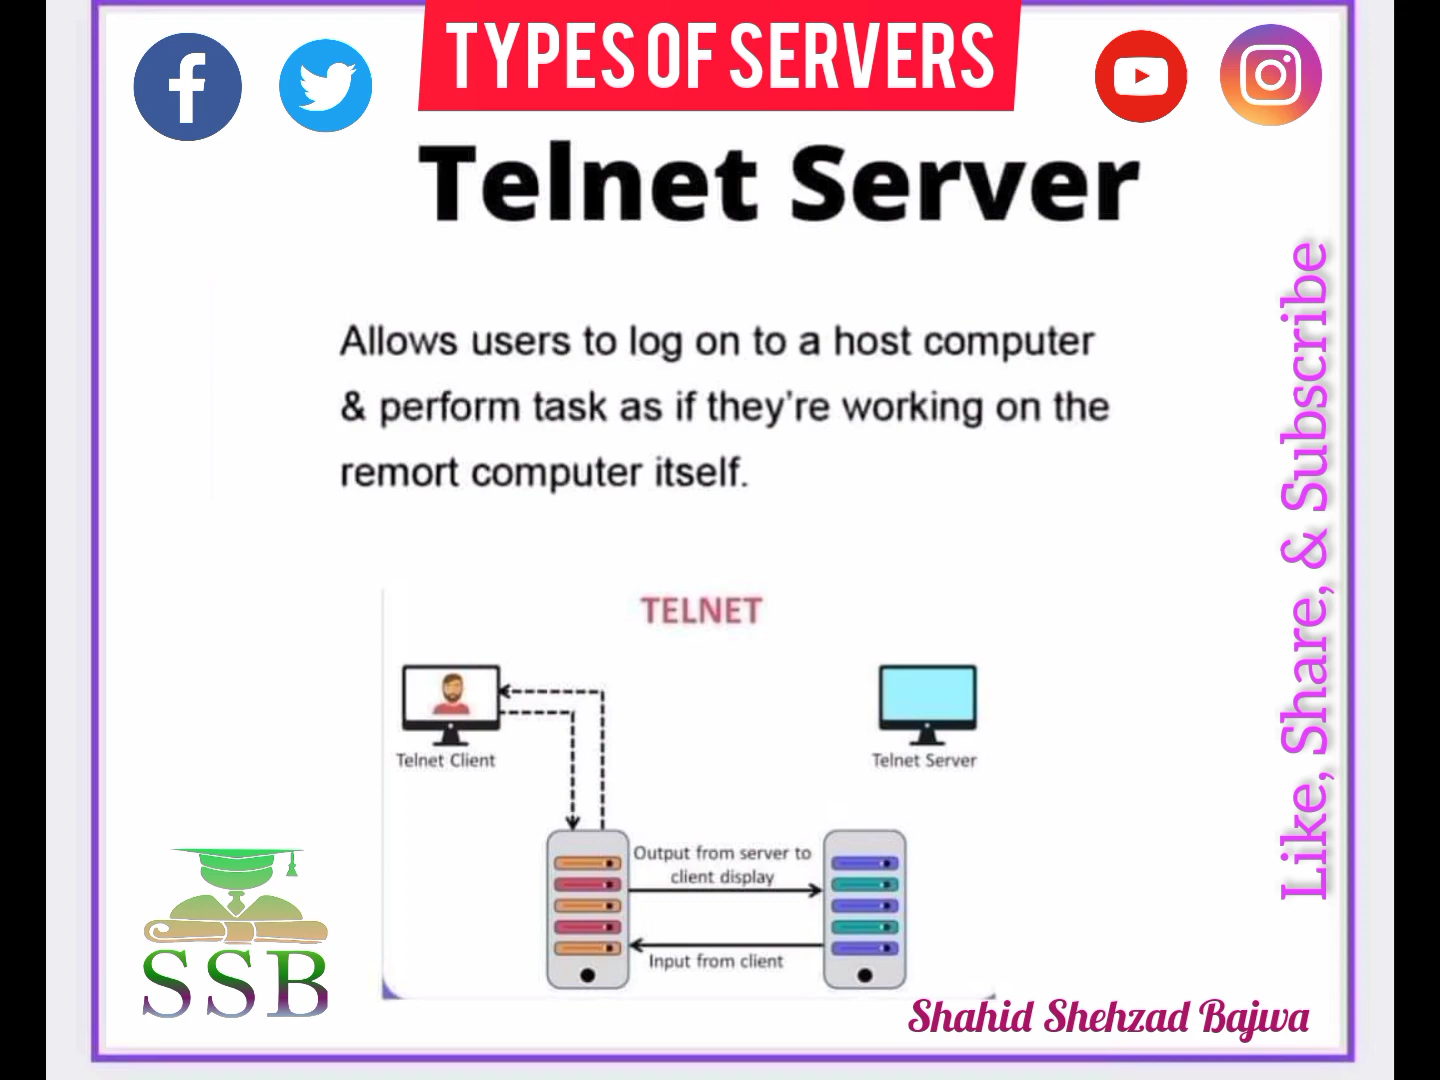 TYPES OF SERVERS
Telnet Server
Allows users to log on to a host computer
& perform task as if they're working on the
remort computer itself.
TELNET
Telnet Client
Telnet Server
Output from server to
client display
Input from client
SSB
Shahid Shehzad Bajwa
Like, Share, & Subscribe